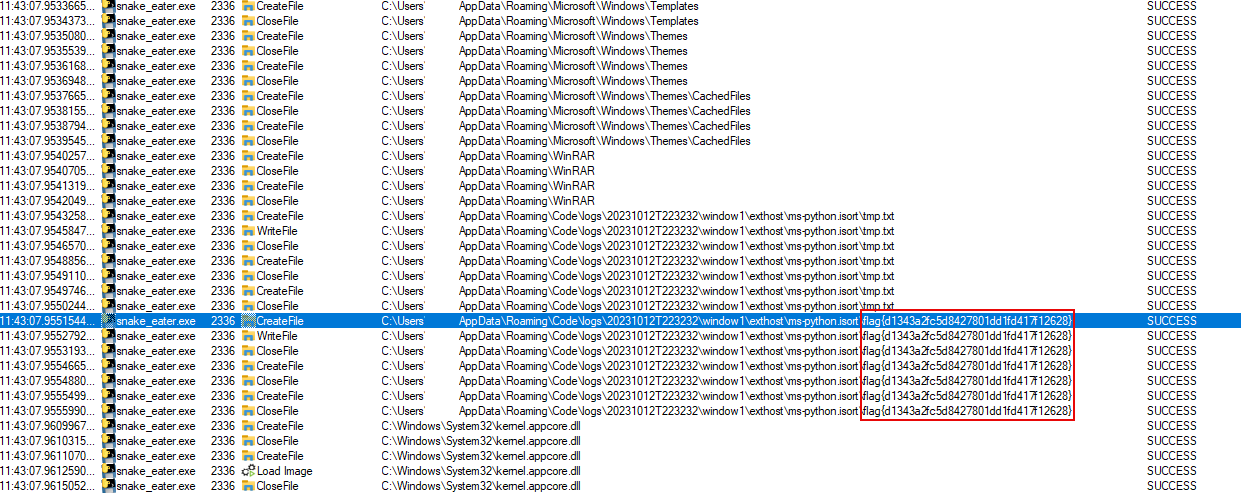 11:43:07.9533665... snake_eater.exe 2336 CreateFile C:\Users\ AppData\Roaming\Microsoft\Windows\Templates SUCCESS
11:43:07.9534373... snake_eater.exe 2336 CloseFile C:\Users\ AppData\Roaming\Microsoft\Windows\Templates SUCCESS
11:43:07.9535080... snake_eater.exe 2336 CreateFile C:\Users\ AppData\Roaming\Microsoft\Windows\Themes SUCCESS
11:43:07.9535539... snake_eater.exe 2336 CloseFile C:\Users\ AppData\Roaming\Microsoft\Windows\Themes SUCCESS
11:43:07.9536168... snake_eater.exe 2336 CreateFile C:\Users\ AppData\Roaming\Microsoft\Windows\Themes SUCCESS
11:43:07.9536948... snake_eater.exe 2336 CloseFile C:\Users\ AppData\Roaming\Microsoft\Windows\Themes SUCCESS
11:43:07.9537665... snake_eater.exe 2336 CreateFile C:\Users\ AppData\Roaming\Microsoft\Windows\Themes\CachedFiles SUCCESS
11:43:07.9538155... snake_eater.exe 2336 CloseFile C:\Users\ AppData\Roaming\Microsoft\Windows\Themes\CachedFiles SUCCESS
11:43:07.9538794... snake_eater.exe 2336 CreateFile C:\Users\ AppData\Roaming\Microsoft\Windows\Themes\CachedFiles SUCCESS
11:43:07.9539545... snake_eater.exe 2336 CloseFile C:\Users\ AppData\Roaming\Microsoft\Windows\Themes\CachedFiles SUCCESS
11:43:07.9540257... snake_eater.exe 2336 CreateFile C:\Users\ AppData\Roaming\WinRAR SUCCESS
11:43:07.9540705... snake_eater.exe 2336 CloseFile C:\Users\ AppData\Roaming\WinRAR SUCCESS
11:43:07.9541319... snake_eater.exe 2336 CreateFile C:\Users\ AppData\Roaming\WinRAR SUCCESS
11:43:07.9542049... snake_eater.exe 2336 CloseFile C:\Users\ AppData\Roaming\WinRAR SUCCESS
11:43:07.9543258... snake_eater.exe 2336 CreateFile C:\Users\ AppData\Roaming\Code\logs\20231012T223232\window1\exthost\ms-python.isort\tmp.txt SUCCESS
11:43:07.9545847... snake_eater.exe 2336 WriteFile C:\Users\ AppData\Roaming\Code\logs\20231012T223232\window1\exthost\ms-python.isort\tmp.txt SUCCESS
11:43:07.9546570... snake_eater.exe 2336 CloseFile C:\Users\ AppData\Roaming\Code\logs\20231012T223232\window1\exthost\ms-python.isort\tmp.txt SUCCESS
11:43:07.9548856... snake_eater.exe 2336 CreateFile C:\Users\ AppData\Roaming\Code\logs\20231012T223232\window1\exthost\ms-python.isort\tmp.txt SUCCESS
11:43:07.9549110... snake_eater.exe 2336 CloseFile C:\Users\ AppData\Roaming\Code\logs\20231012T223232\window1\exthost\ms-python.isort\tmp.txt SUCCESS
11:43:07.9549746... snake_eater.exe 2336 CreateFile C:\Users\ AppData\Roaming\Code\logs\20231012T223232\window1\exthost\ms-python.isort\tmp.txt SUCCESS
11:43:07.9550244... snake_eater.exe 2336 CloseFile C:\Users\ AppData\Roaming\Code\logs\20231012T223232\window1\exthost\ms-python.isort\tmp.txt SUCCESS
11:43:07.9551544... snake_eater.exe 2336 CreateFile C:\Users\ AppData\Roaming\Code\logs\20231012T223232\window1\exthost\ms-python.isort\flag{d1343a2fc5d8427801dd1fd417f12628} SUCCESS
11:43:07.9552792... snake_eater.exe 2336 WriteFile C:\Users\ AppData\Roaming\Code\logs\20231012T223232\window1\exthost\ms-python.isort\flag{d1343a2fc5d8427801dd1fd417f12628} SUCCESS
11:43:07.9553193... snake_eater.exe 2336 CloseFile C:\Users\ AppData\Roaming\Code\logs\20231012T223232\window1\exthost\ms-python.isort\flag{d1343a2fc5d8427801dd1fd417f12628} SUCCESS
11:43:07.9554665... snake_eater.exe 2336 CreateFile C:\Users\ AppData\Roaming\Code\logs\20231012T223232\window1\exthost\ms-python.isort\flag{d1343a2fc5d8427801dd1fd417f12628} SUCCESS
11:43:07.9554880... snake_eater.exe 2336 CloseFile C:\Users\ AppData\Roaming\Code\logs\20231012T223232\window1\exthost\ms-python.isort\flag{d1343a2fc5d8427801dd1fd417f12628} SUCCESS
11:43:07.9555499... snake_eater.exe 2336 CreateFile C:\Users\ AppData\Roaming\Code\logs\20231012T223232\window1\exthost\ms-python.isort\flag{d1343a2fc5d8427801dd1fd417f12628} SUCCESS
11:43:07.9555990... snake_eater.exe 2336 CloseFile C:\Users\ AppData\Roaming\Code\logs\20231012T223232\window1\exthost\ms-python.isort\flag{d1343a2fc5d8427801dd1fd417f12628} SUCCESS
11:43:07.9609967... snake_eater.exe 2336 CreateFile C:\Windows\System32\kernel.appcore.dll SUCCESS
11:43:07.9610315... snake_eater.exe 2336 CloseFile C:\Windows\System32\kernel.appcore.dll SUCCESS
11:43:07.9611070... snake_eater.exe 2336 CreateFile C:\Windows\System32\kernel.appcore.dll SUCCESS
11:43:07.9612590... snake_eater.exe 2336 Load Image C:\Windows\System32\kernel.appcore.dll SUCCESS
11:43:07.9615052... snake_eater.exe 2336 CloseFile C:\Windows\System32\kernel.appcore.dll SUCCESS